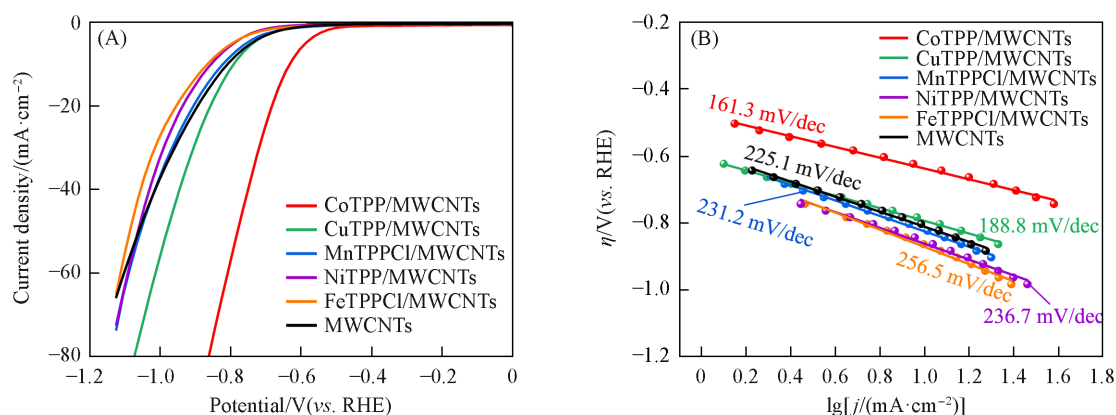 (A)
0
−20
−40
−60
−80
Current density/(mA·cm−2)
CoTPP/MWCNTs
CuTPP/MWCNTs
MnTPPCl/MWCNTs
NiTPP/MWCNTs
FeTPPCl/MWCNTs
MWCNTs
−1.2
−1.0
−0.8
−0.6
−0.4
−0.2
0
Potential/V(vs. RHE)
(B)
−0.2
−0.4
−0.6
−0.8
−1.0
−1.2
η/V(vs. RHE)
CoTPP/MWCNTs
CuTPP/MWCNTs
MnTPPCl/MWCNTs
NiTPP/MWCNTs
FeTPPCl/MWCNTs
MWCNTs
161.3 mV/dec
225.1 mV/dec
231.2 mV/dec
188.8 mV/dec
256.5 mV/dec
236.7 mV/dec
0
0.2
0.4
0.6
0.8
1.0
1.2
1.4
1.6
1.8
lg[j/(mA·cm−2)]